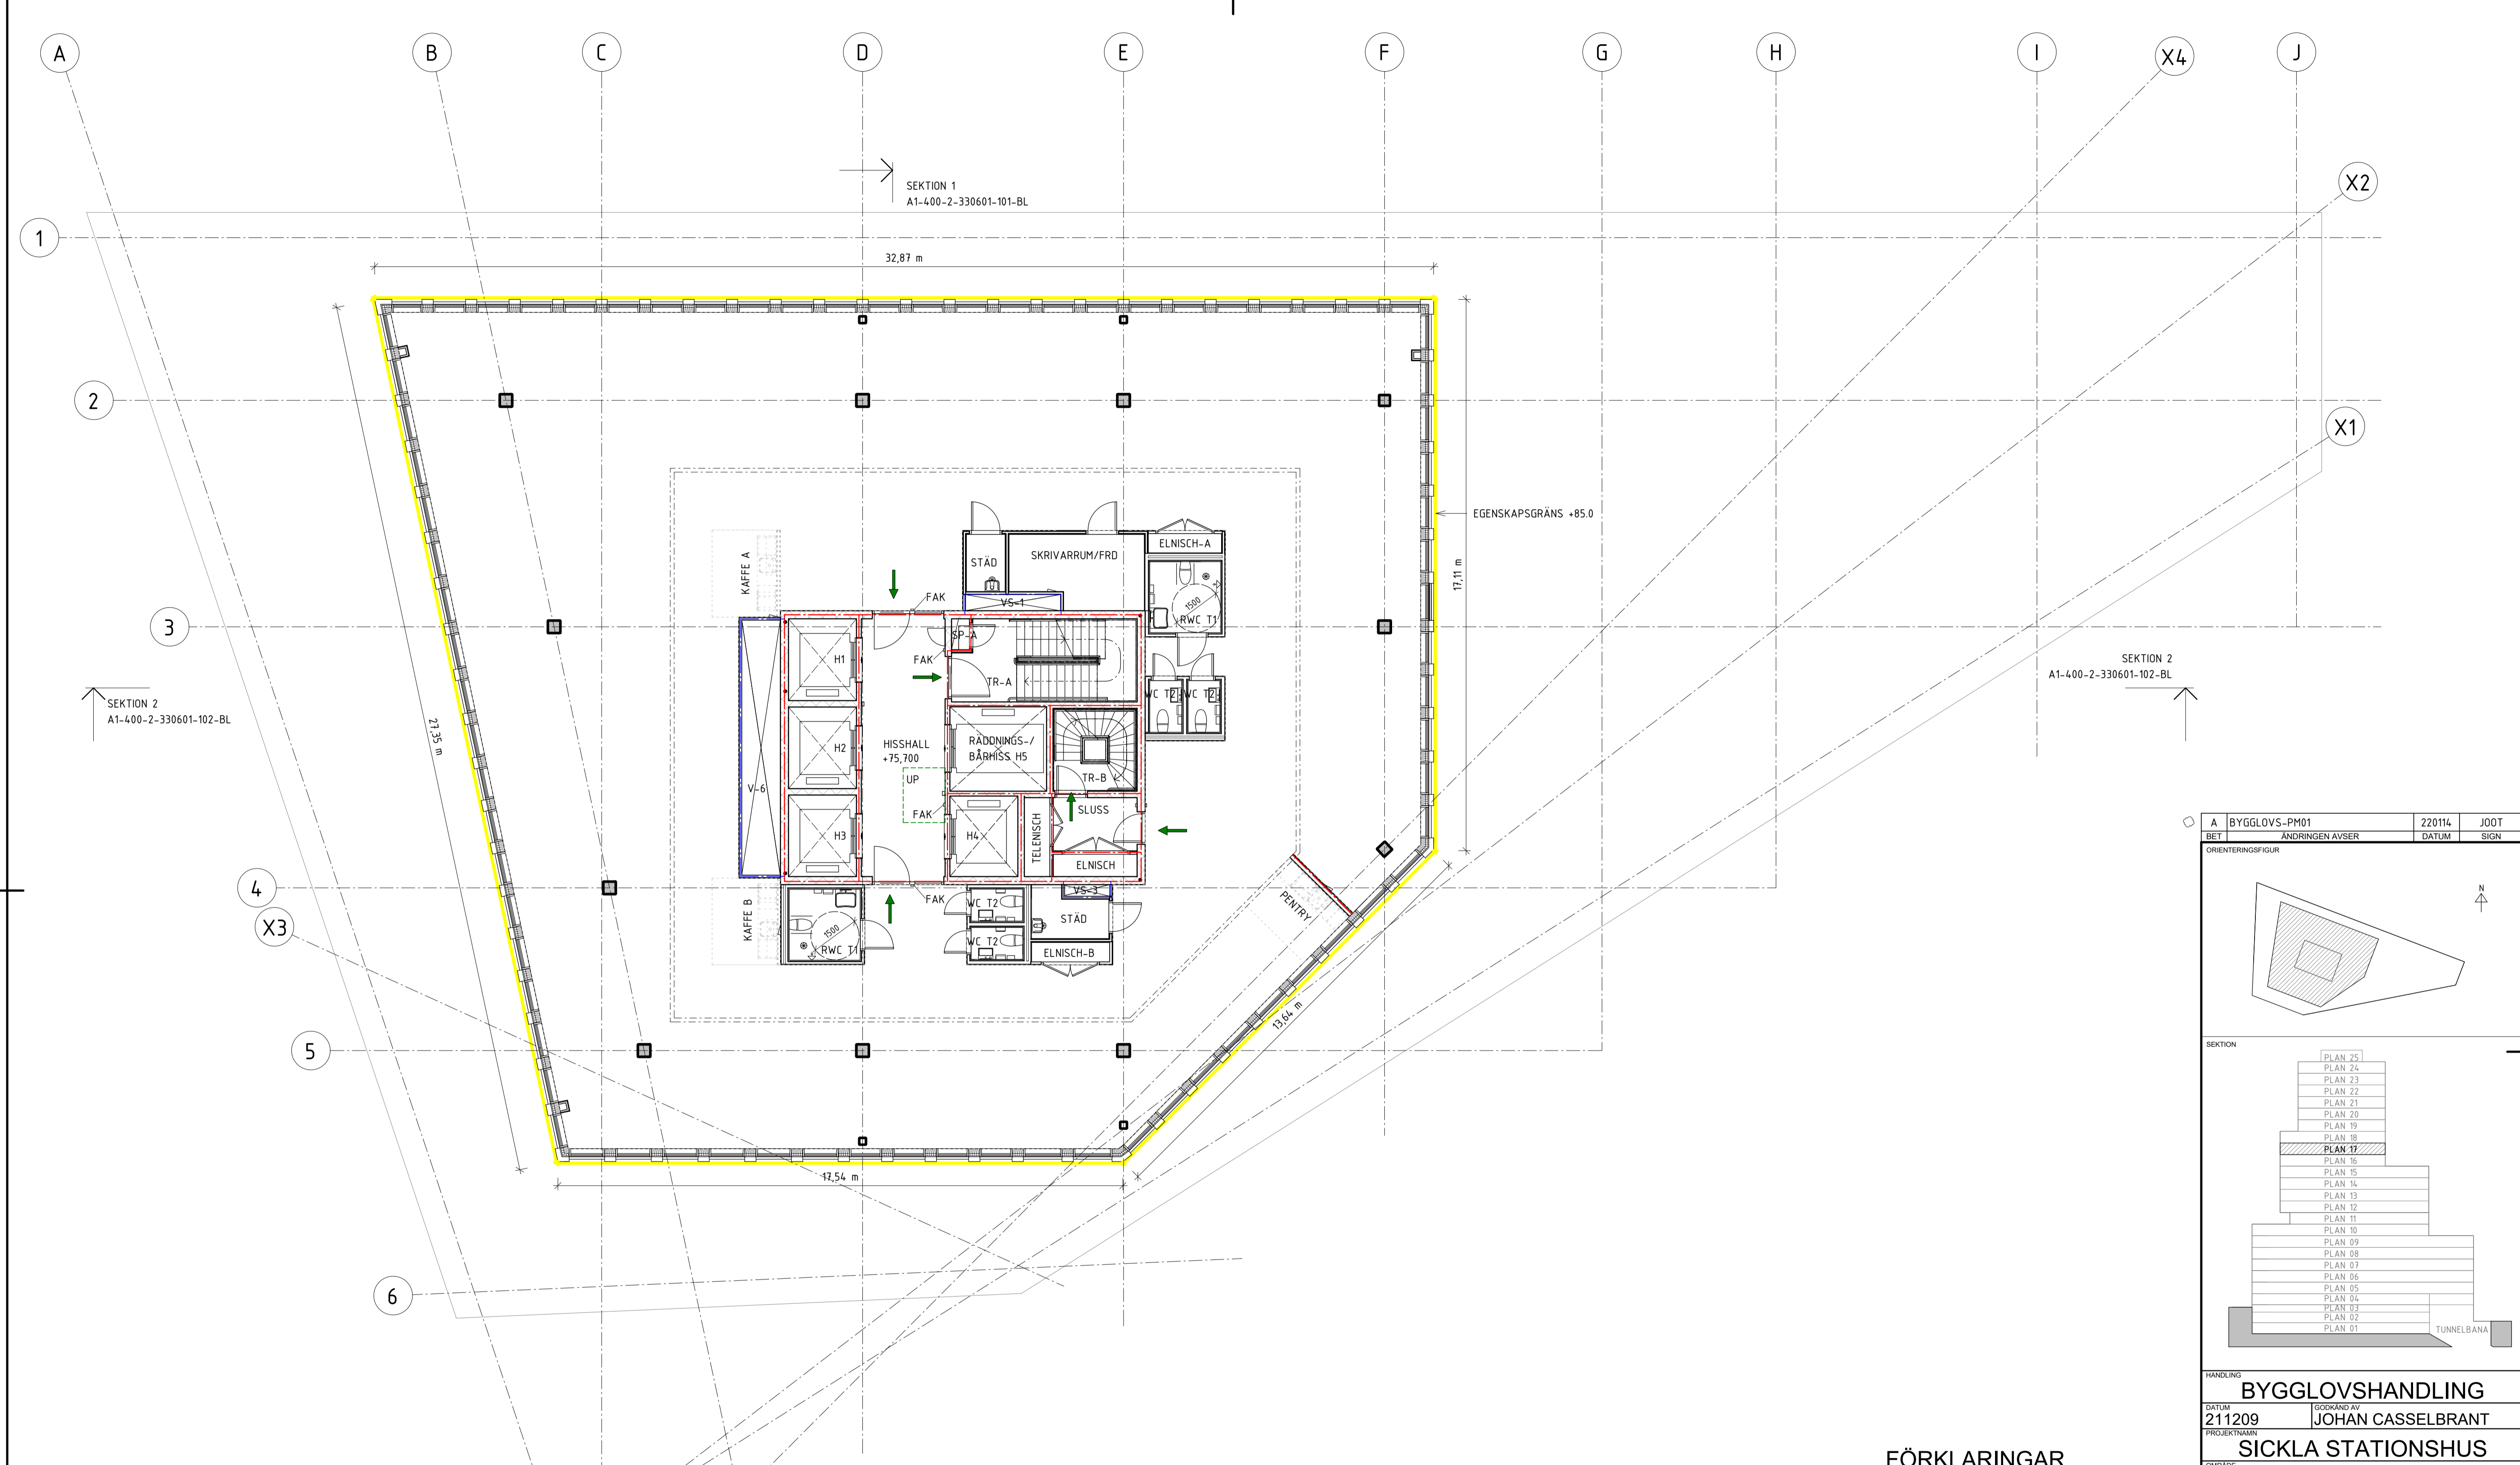 A
B
C
D
E
F
G
H
I
X4
J
X2
X1
1
2
3
4
X3
5
6
SEKTION 1
A1-400-2-330601-101-BL
32,87 m
17,11 m
EGENSKAPSGRÄNS +85.0
27,35 m
13,64 m
17,54 m
SEKTION 2
A1-400-2-330601-102-BL
SEKTION 2
A1-400-2-330601-102-BL
KAFFE A
STÄD
SKRIVARRUM/FRD
ELNISCH-A
1500
RWC T1
VS-1
FAK
SP-A
FAK
H1
TR-A
WC T2
WC T2
H2
HISSHALL
+75,700
UP
RÄDDNINGS-/
BÅRHISS H5
TR-B
V-6
H3
FAK
H4
TELENISCH
SLUSS
ELNISCH
KAFFE B
1500
RWC T1
FAK
WC T2
WC T2
VS-3
STÄD
ELNISCH-B
PENTRY
A BYGGLOVS-PM01 220114 JOOT
BET ÄNDRINGEN AVSER DATUM SIGN
ORIENTERINGSFIGUR
N
SEKTION
PLAN 25
PLAN 24
PLAN 23
PLAN 22
PLAN 21
PLAN 20
PLAN 19
PLAN 18
PLAN 17
PLAN 16
PLAN 15
PLAN 14
PLAN 13
PLAN 12
PLAN 11
PLAN 10
PLAN 09
PLAN 08
PLAN 07
PLAN 06
PLAN 05
PLAN 04
PLAN 03
PLAN 02
PLAN 01
TUNNELBANA
HANDLING
BYGGLOVSHANDLING
DATUM GODKÄND AV
211209 JOHAN CASSELBRANT
PROJEKTNAMN
SICKLA STATIONSHUS
FÖRKLARINGAR